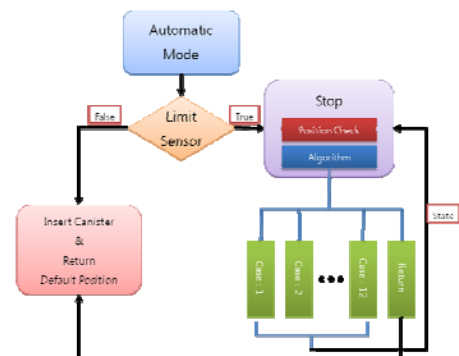 Automatic
Mode
Limit
Sensor
False
True
Stop
Position Check
Algorithm
Insert Canister
&
Return
Default Position
Case : 1
Case : 2
Case : 12
Return
State